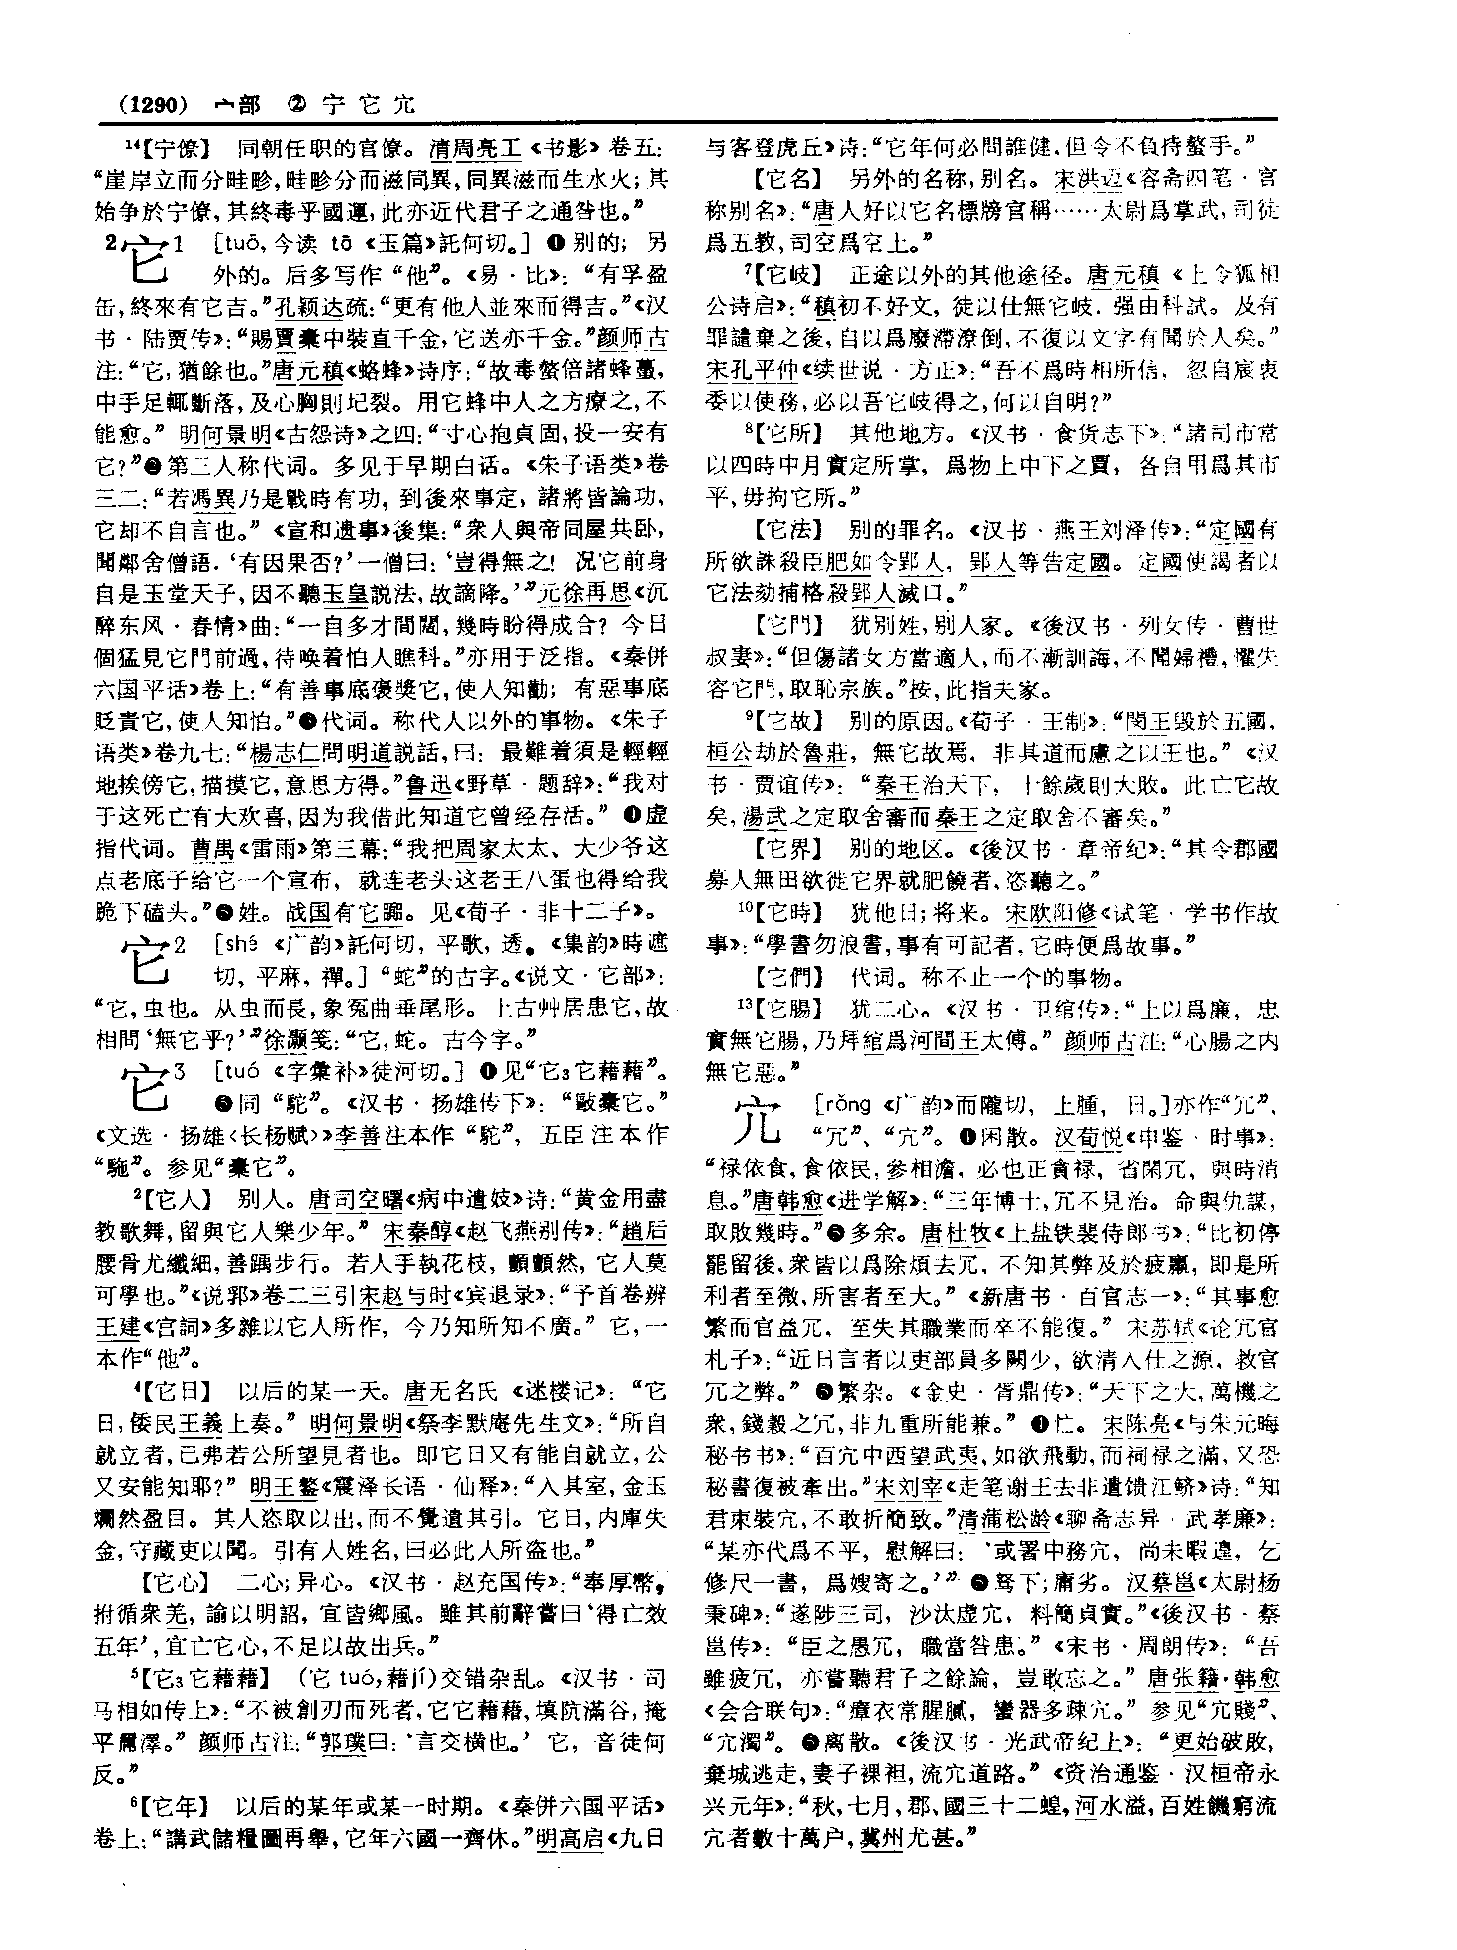 (1290) 宀部 ② 宁它宂
¹⁴【宁僚】 同朝任职的官僚。清周亮工《书影》卷五：
“崖岸立而分畦畛，畦畛分而滋同異，同異滋而生水火；其
始争於宁僚，其終毒乎國運，此亦近代君子之通咎也。”
2它1 [tuō，今读 tā 《玉篇》託何切。] ❶别的；另
外的。后多写作“他”。《易·比》：“有孚盈
缶，終來有它吉。”孔颖达疏：“更有他人並來而得吉。”《汉
书·陆贾传》：“賜賈橐中裝直千金，它送亦千金。”颜师古
注：“它，猶餘也。”唐元稹《蛒蜂》诗序：“故毒螫倍諸蜂蠆，
中手足輒斷落，及心胸則圮裂。用它蜂中人之方療之，不
能愈。” 明何景明《古怨诗》之四：“寸心抱貞固，投一安有
它？”❷第三人称代词。多见于早期白话。《朱子语类》卷
三二：“若馮異乃是戰時有功，到後來事定，諸將皆論功，
它却不自言也。”《宣和遗事》後集：“衆人與帝同屋共卧，
聞鄰舍僧語．‘有因果否？’一僧曰：‘豈得無之！况它前身
自是玉堂天子，因不聽玉皇説法，故謫降。’”元徐再思《沉
醉东风·春情》曲：“一自多才間闊，幾時盼得成合？今日
個猛見它門前過，待唤着怕人瞧科。”亦用于泛指。《秦併
六国平话》卷上：“有善事底褒奬它，使人知勸；有惡事底
貶責它，使人知怕。”❸代词。称代人以外的事物。《朱子
语类》卷九七：“楊志仁問明道説話，曰：最難着須是輕輕
地挨傍它，描摸它，意思方得。”鲁迅《野草·题辞》：“我对
于这死亡有大欢喜，因为我借此知道它曾经存活。” ❹虚
指代词。曹禺《雷雨》第三幕：“我把周家太太、大少爷这
点老底子给它一个宣布，就连老头这老王八蛋也得给我
跪下磕头。”❺姓。战国有它嚣。见《荀子·非十二子》。
它2 [shé 《广韵》託何切，平歌，透。《集韵》時遮
切，平麻，禪。] “蛇”的古字。《说文·它部》：
“它，虫也。从虫而長，象冤曲垂尾形。上古艸居患它，故
相問‘無它乎？’”徐灏笺：“它，蛇。古今字。”
它3 [tuó 《字彙补》徒河切。] ❶见“它₃它藉藉”。
❷同“駝”。《汉书·扬雄传下》：“敺橐它。”
《文选·扬雄〈长杨赋〉》李善注本作“駝”，五臣注本作
“駞”。参见“橐它”。
²【它人】 别人。唐司空曙《病中遣妓》诗：“黄金用盡
教歌舞，留與它人樂少年。” 宋秦醇《赵飞燕别传》：“趙后
腰骨尤纖細，善踽步行。若人手執花枝，顫顫然，它人莫
可學也。”《说郛》卷二三引宋赵与时《宾退录》：“予首卷辨
王建《宫詞》多雜以它人所作，今乃知所知不廣。”它，一
本作“他”。
⁴【它日】 以后的某一天。唐无名氏《迷楼记》：“它
日，倭民王義上奏。” 明何景明《祭李默庵先生文》：“所自
就立者，已弗若公所望見者也。即它日又有能自就立，公
又安能知耶？” 明王鏊《震泽长语·仙释》：“入其室，金玉
爛然盈目。其人恣取以出，而不覺遺其引。它日，内庫失
金，守藏吏以聞。引有人姓名，曰必此人所盗也。”
【它心】 二心；异心。《汉书·赵充国传》：“奉厚幣，
拊循衆羌，諭以明詔，宜皆鄉風。雖其前辭嘗曰‘得亡效
五年’，宜亡它心，不足以故出兵。”
⁵【它₃它藉藉】 （它 tuó，藉jí）交错杂乱。《汉书·司
马相如传上》：“不被創刃而死者，它它藉藉，填阬滿谷，掩
平彌澤。” 颜师古注：“郭璞曰：‘言交横也。’它，音徒何
反。”
⁶【它年】 以后的某年或某一时期。《秦併六国平话》
卷上：“講武儲糧圖再舉，它年六國一齊休。”明高启《九日
与客登虎丘》诗：“它年何必問誰健，但令不負持螯手。”
【它名】 另外的名称，别名。宋洪迈《容斋四笔·官
称别名》：“唐人好以它名標牓官稱……太尉爲掌武，司徒
爲五教，司空爲空土。”
⁷【它岐】 正途以外的其他途径。唐元稹《上令狐相
公诗启》：“稹初不好文，徒以仕無它岐．强由科試。及有
罪譴棄之後，自以爲廢滯潦倒，不復以文字有聞於人矣。”
宋孔平仲《续世说·方正》：“吾不爲時相所信，忽自宸衷
委以使務，必以吾它岐得之，何以自明？”
⁸【它所】 其他地方。《汉书·食货志下》：“諸司市常
以四時中月實定所掌，爲物上中下之賈，各自用爲其市
平，毋拘它所。”
【它法】 别的罪名。《汉书·燕王刘泽传》：“定國有
所欲誅殺臣肥如令郢人，郢人等告定國。定國使謁者以
它法劾捕格殺郢人滅口。”
【它門】 犹别姓，别人家。《後汉书·列女传·曹世
叔妻》：“但傷諸女方當適人，而不漸訓誨，不聞婦禮，懼失
容它門，取恥宗族。”按，此指夫家。
⁹【它故】 别的原因。《荀子·王制》：“閔王毀於五國，
桓公劫於魯莊，無它故焉，非其道而慮之以王也。”《汉
书·贾谊传》：“秦王治天下，十餘歲則大敗。此亡它故
矣，湯武之定取舍審而秦王之定取舍不審矣。”
【它界】 别的地区。《後汉书·章帝纪》：“其令郡國
募人無田欲徙它界就肥饒者，恣聽之。”
¹⁰【它時】 犹他日；将来。宋欧阳修《试笔·学书作故
事》：“學書勿浪書，事有可記者，它時便爲故事。”
【它們】 代词。称不止一个的事物。
¹³【它腸】 犹二心。《汉书·卫绾传》：“上以爲廉，忠
實無它腸，乃拜綰爲河間王太傅。” 颜师古注：“心腸之内
無它惡。”
宂 [rǒng 《广韵》而隴切，上腫，日。]亦作“冗”、
“冗”、“宂”。❶闲散。汉荀悦《申鉴·时事》：
“禄依食，食依民，參相澹，必也正貪禄，省閑冗，與時消
息。”唐韩愈《进学解》：“三年博士，冗不見治。命與仇謀，
取敗幾時。”❷多余。唐杜牧《上盐铁裴侍郎书》：“比初停
罷留後，衆皆以爲除煩去冗，不知其弊及於疲羸，即是所
利者至微，所害者至大。”《新唐书·百官志一》：“其事愈
繁而官益冗，至失其職業而卒不能復。” 宋苏轼《论冗官
札子》：“近日言者以吏部員多闕少，欲清入仕之源，救官
冗之弊。” ❸繁杂。《金史·胥鼎传》：“天下之大，萬機之
衆，錢穀之冗，非九重所能兼。” ❹忙。宋陈亮《与朱元晦
秘书书》：“百宂中西望武夷，如欲飛動，而祠禄之滿，又恐
秘書復被牽出。”宋刘宰《走笔谢王去非遣馈江鲚》诗：“知
君束裝宂，不敢折簡致。”清蒲松龄《聊斋志异·武孝廉》：
“某亦代爲不平，慰解曰：‘或署中務宂，尚未暇遑，乞
修尺一書，爲嫂寄之。’” ❺驽下；庸劣。汉蔡邕《太尉杨
秉碑》：“遂陟三司，沙汰虚宂，料簡貞實。”《後汉书·蔡
邕传》：“臣之愚冗，職當咎患。”《宋书·周朗传》：“吾
雖疲冗，亦嘗聽君子之餘論，豈敢忘之。” 唐张籍·韩愈
《会合联句》：“瘴衣常腥膩，蠻器多疎宂。” 参见“宂賤”、
“宂濁”。❻离散。《後汉书·光武帝纪上》：“更始破敗，
棄城逃走，妻子裸袒，流宂道路。”《资治通鉴·汉桓帝永
兴元年》：“秋，七月，郡、國三十二蝗，河水溢，百姓饑窮流
宂者數十萬户，冀州尤甚。”